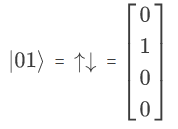 |01⟩ = ↑↓ = [0
1
0
0]